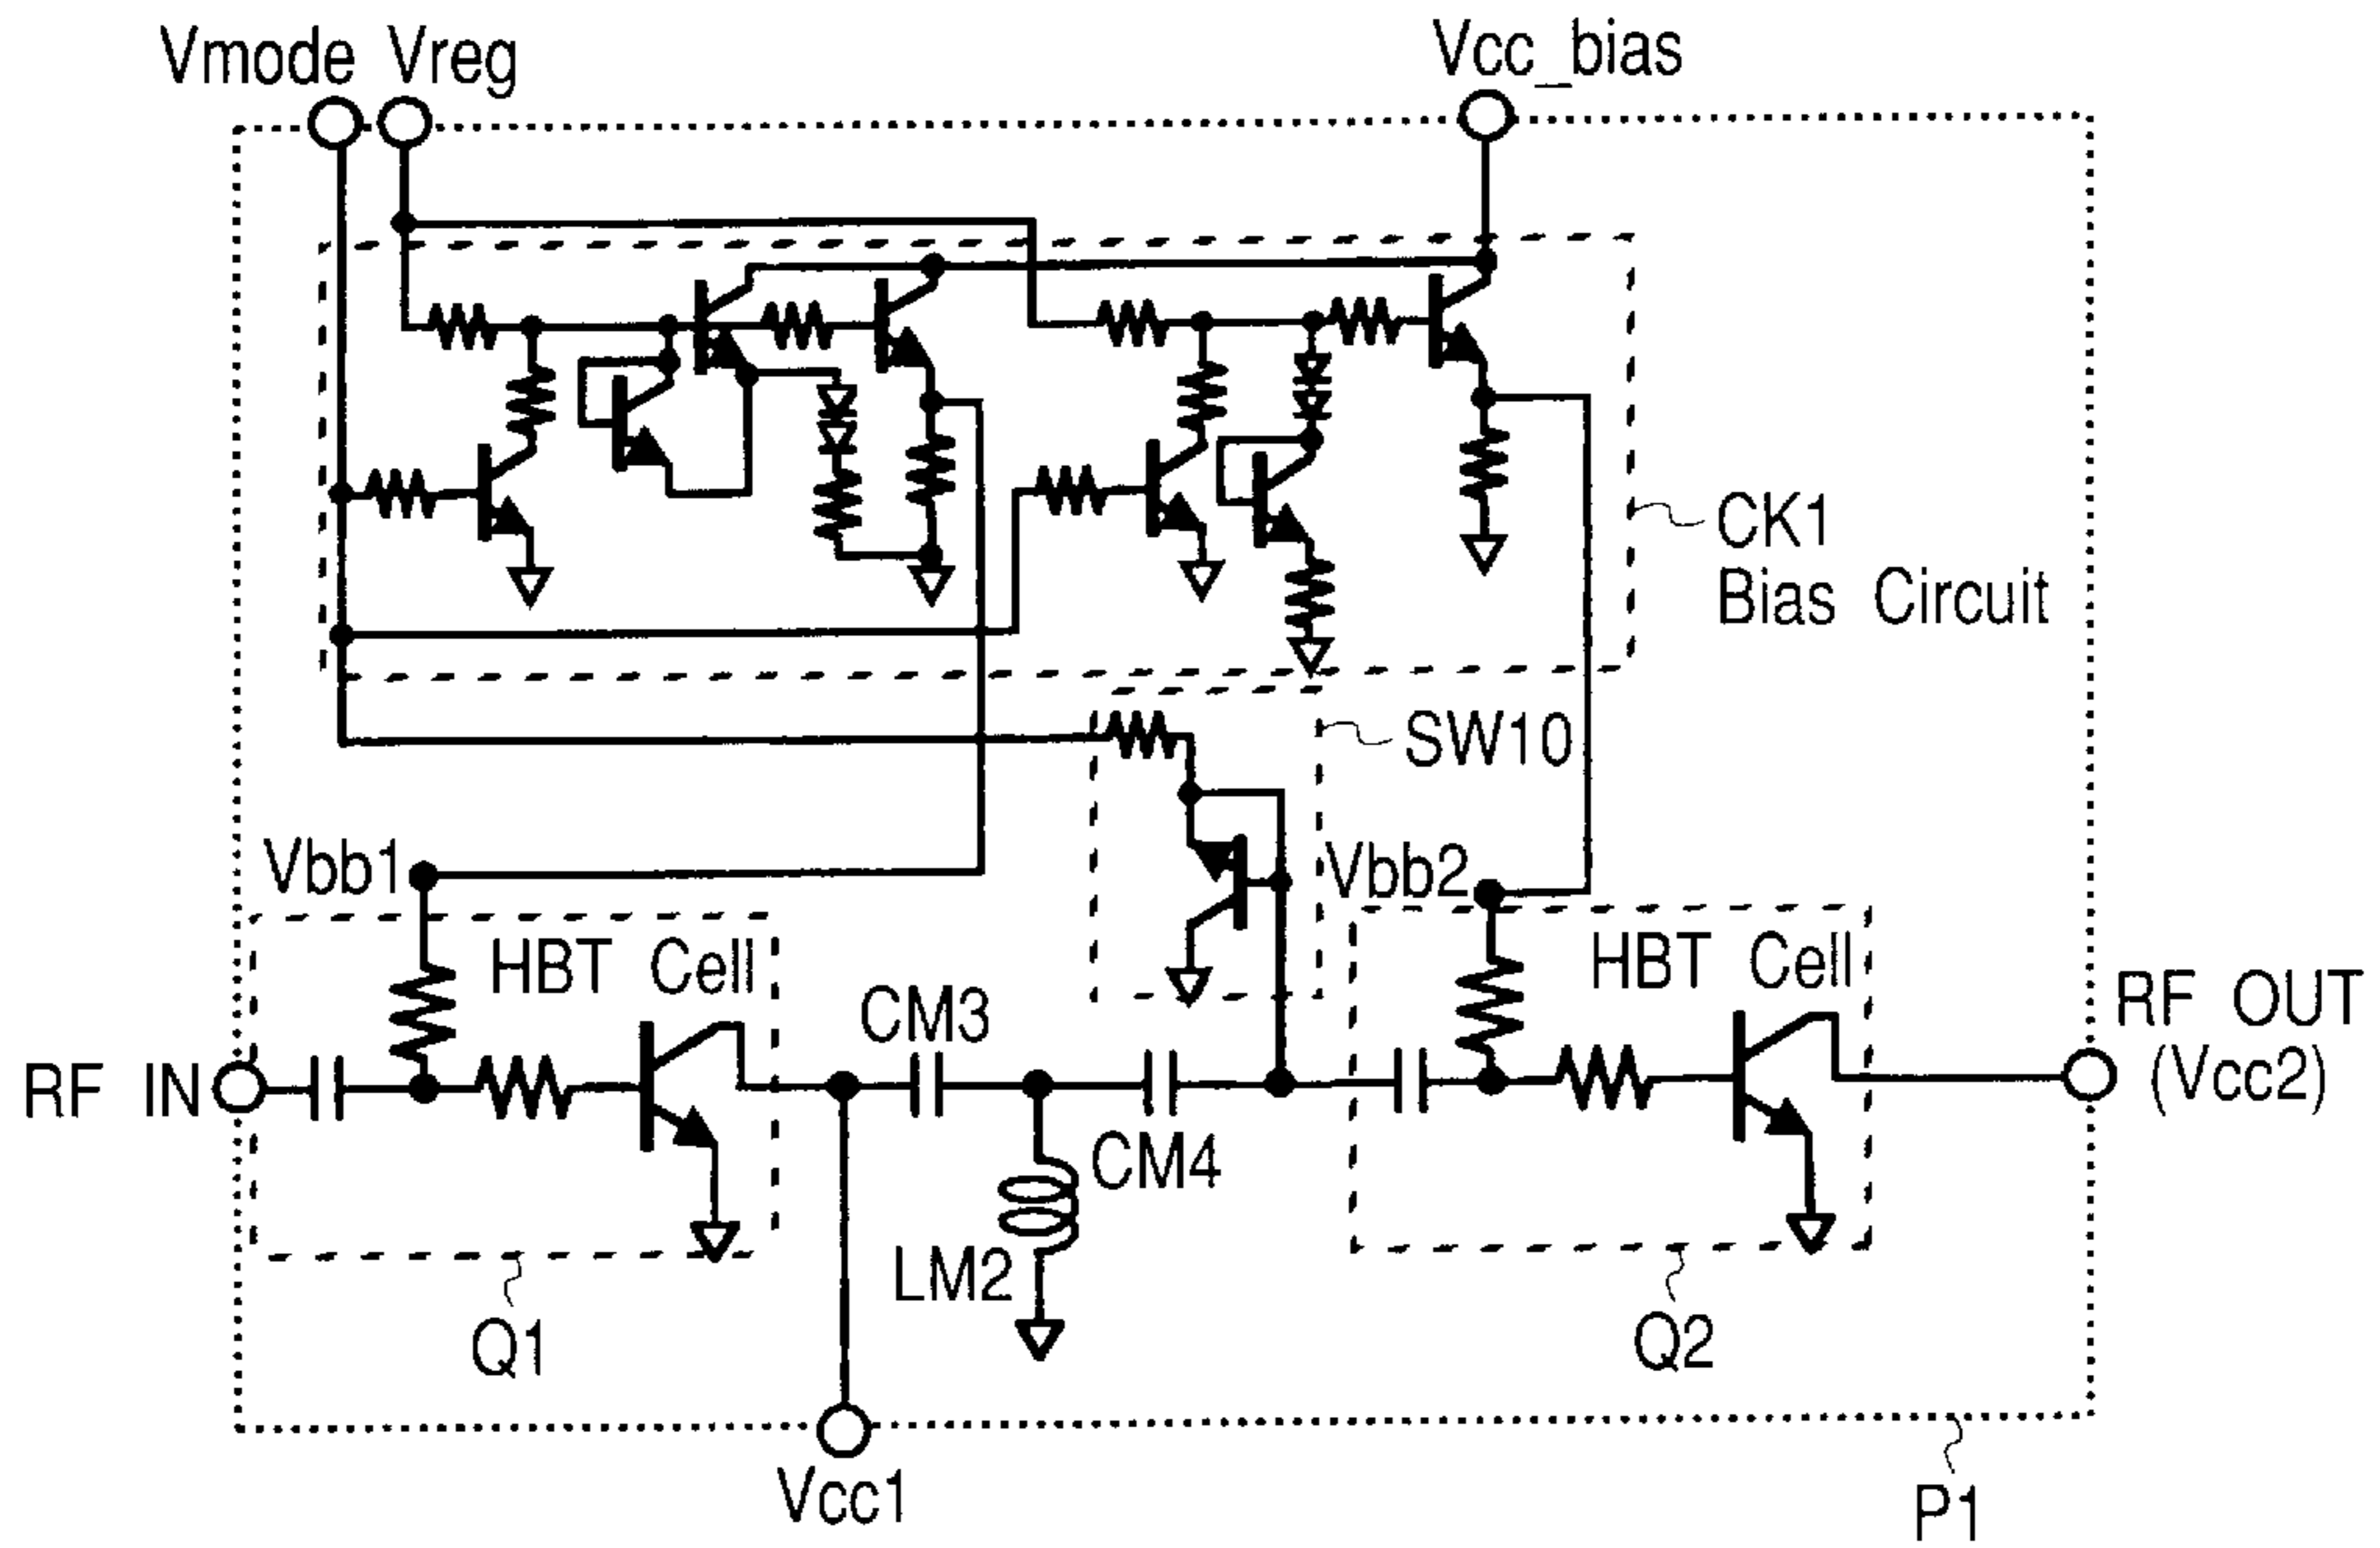 Vmode Vreg
Vcc_bias
CK1
Bias Circuit
SW10
Vbb1
Vbb2
HBT Cell
HBT Cell
CM3
RF OUT
(Vcc2)
RF IN
CM4
LM2
Q1
Q2
Vcc1
P1